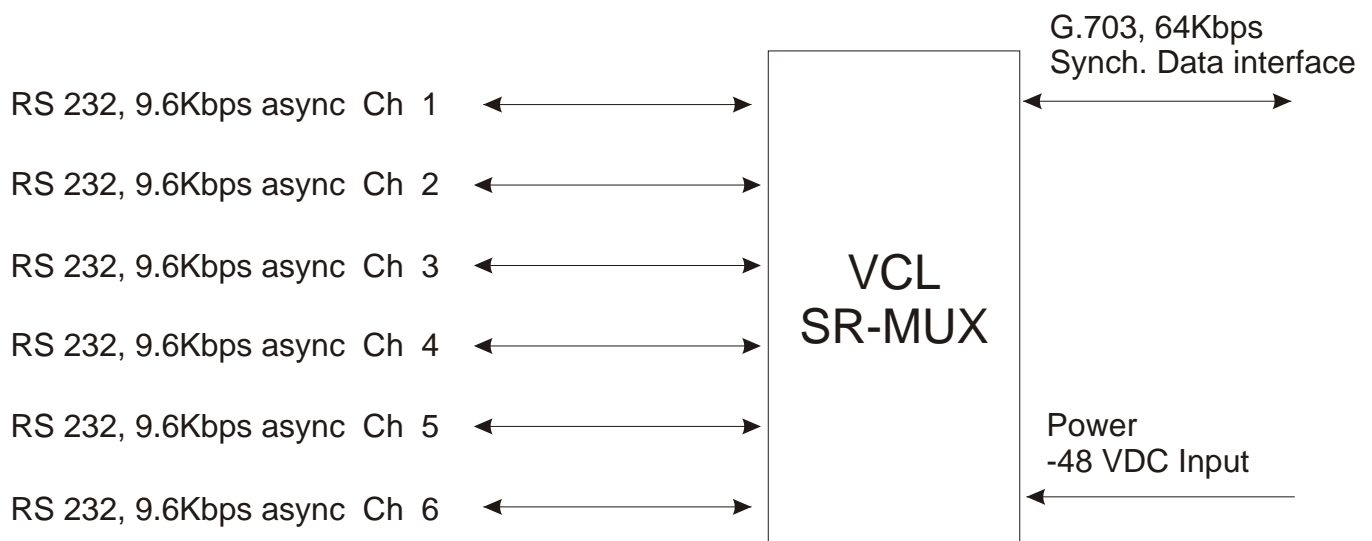 G.703, 64Kbps
Synch. Data interface
RS 232, 9.6Kbps async Ch 1
RS 232, 9.6Kbps async Ch 2
RS 232, 9.6Kbps async Ch 3
RS 232, 9.6Kbps async Ch 4
RS 232, 9.6Kbps async Ch 5
RS 232, 9.6Kbps async Ch 6
VCL
SR-MUX
Power
-48 VDC Input